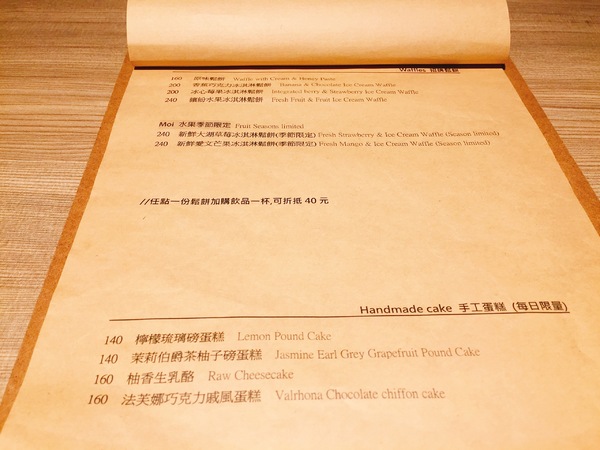 Waffles 招牌鬆餅
160 原味鬆餅 Waffle with Cream & Honey Paste
200 香蕉巧克力冰淇淋鬆餅 Banana & Chocolate Ice Cream Waffle
200 冰心莓果冰淇淋鬆餅 Integrated berry & Strawberry Ice Cream Waffle
240 繽紛水果冰淇淋鬆餅 Fresh Fruit & Fruit Ice Cream Waffle
Moi 水果季節限定 Fruit Seasons limited
240 新鮮大湖草莓冰淇淋鬆餅(季節限定) Fresh Strawberry & Ice Cream Waffle (Season limited)
240 新鮮愛文芒果冰淇淋鬆餅(季節限定) Fresh Mango & Ice Cream Waffle (Season limited)
//任點一份鬆餅加購飲品一杯,可折抵 40 元
Handmade cake 手工蛋糕 (每日限量)
140 檸檬琉璃磅蛋糕 Lemon Pound Cake
140 茉莉伯爵茶柚子磅蛋糕 Jasmine Earl Grey Grapefruit Pound Cake
160 柚香生乳酪 Raw Cheesecake
160 法芙娜巧克力戚風蛋糕 Valrhona Chocolate chiffon cake